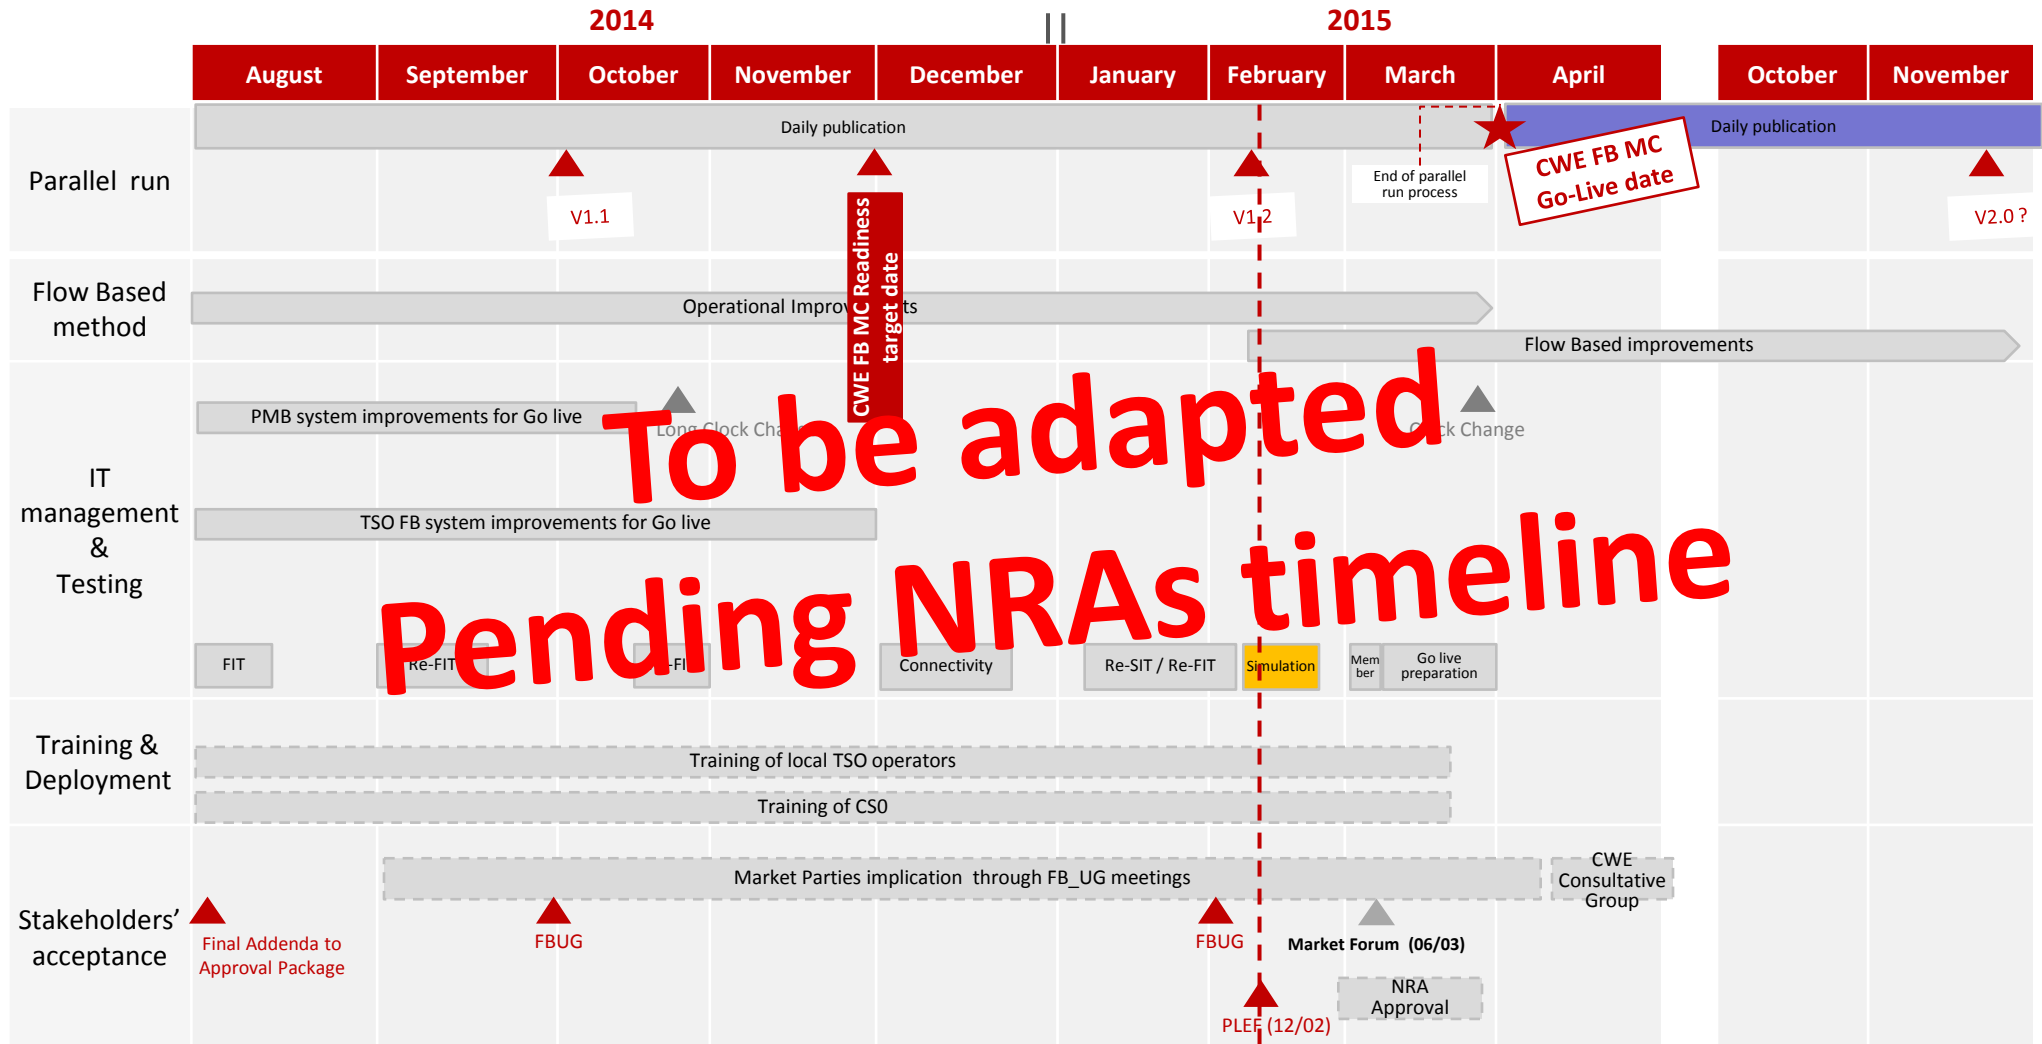 2014
2015
August
September
October
November
December
January
February
March
April
October
November
Parallel run
Daily publication
Daily publication
V1.1
V1.2
End of parallel
run process
CWE FB MC
Go-Live date
V2.0 ?
CWE FB MC Readiness
target date
Flow Based
method
Operational
Flow Based improvements
IT
management
&
Testing
PMB system improvements for Go live
Long Clock
Change
TSO FB system improvements for Go live
To be adapted
Pending NRAs timeline
FIT
Re-FIT
Connectivity
Re-SIT / Re-FIT
Simulation
Mem
ber
Go live
preparation
Training &
Deployment
Training of local TSO operators
Training of CS0
Stakeholders'
acceptance
Market Parties implication through FB_UG meetings
CWE
Consultative
Group
Final Addenda to
Approval Package
FBUG
FBUG
Market Forum (06/03)
PLEF (12/02)
NRA
Approval